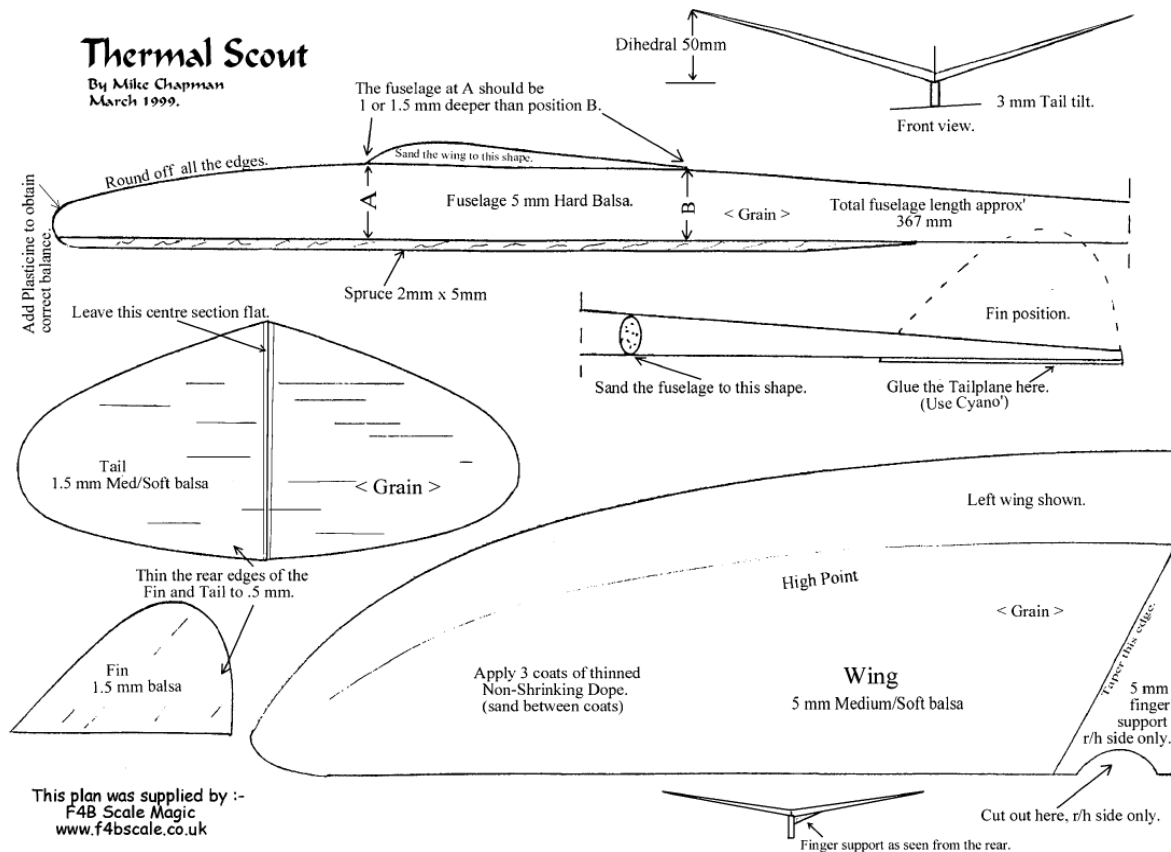 Thermal Scout
By Mike Chapman
March 1999.
Dihedral 50mm
3 mm Tail tilt.
Front view.
The fuselage at A should be
1 or 1.5 mm deeper than position B.
Sand the wing to this shape.
Round off all the edges.
A
Fuselage 5 mm Hard Balsa.
B
< Grain >
Total fuselage length approx'
367 mm
Add Plasticine to obtain
correct balance.
Spruce 2mm x 5mm
Leave this centre section flat.
Fin position.
Sand the fuselage to this shape.
Glue the Tailplane here.
(Use Cyano')
Tail
1.5 mm Med/Soft balsa
< Grain >
Thin the rear edges of the
Fin and Tail to .5 mm.
Fin
1.5 mm balsa
Left wing shown.
High Point
< Grain >
Apply 3 coats of thinned
Non-Shrinking Dope.
(sand between coats)
Wing
5 mm Medium/Soft balsa
Taper this edge.
5 mm
finger
support
r/h side only.
Cut out here, r/h side only.
Finger support as seen from the rear.
This plan was supplied by :-
F4B Scale Magic
www.f4bscale.co.uk